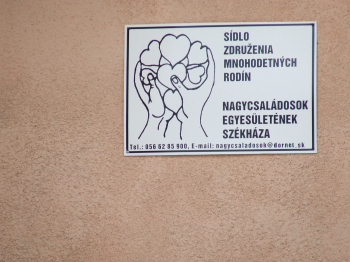 SÍDLO
ZDRUŽENIA
MNOHODETNÝCH
RODÍN
NAGYCSALÁDOSOK
EGYESÜLETÉNEK
SZÉKHÁZA
Tel.: 056 62 85 900, E-mail: nagycsaladosok@dornet.sk